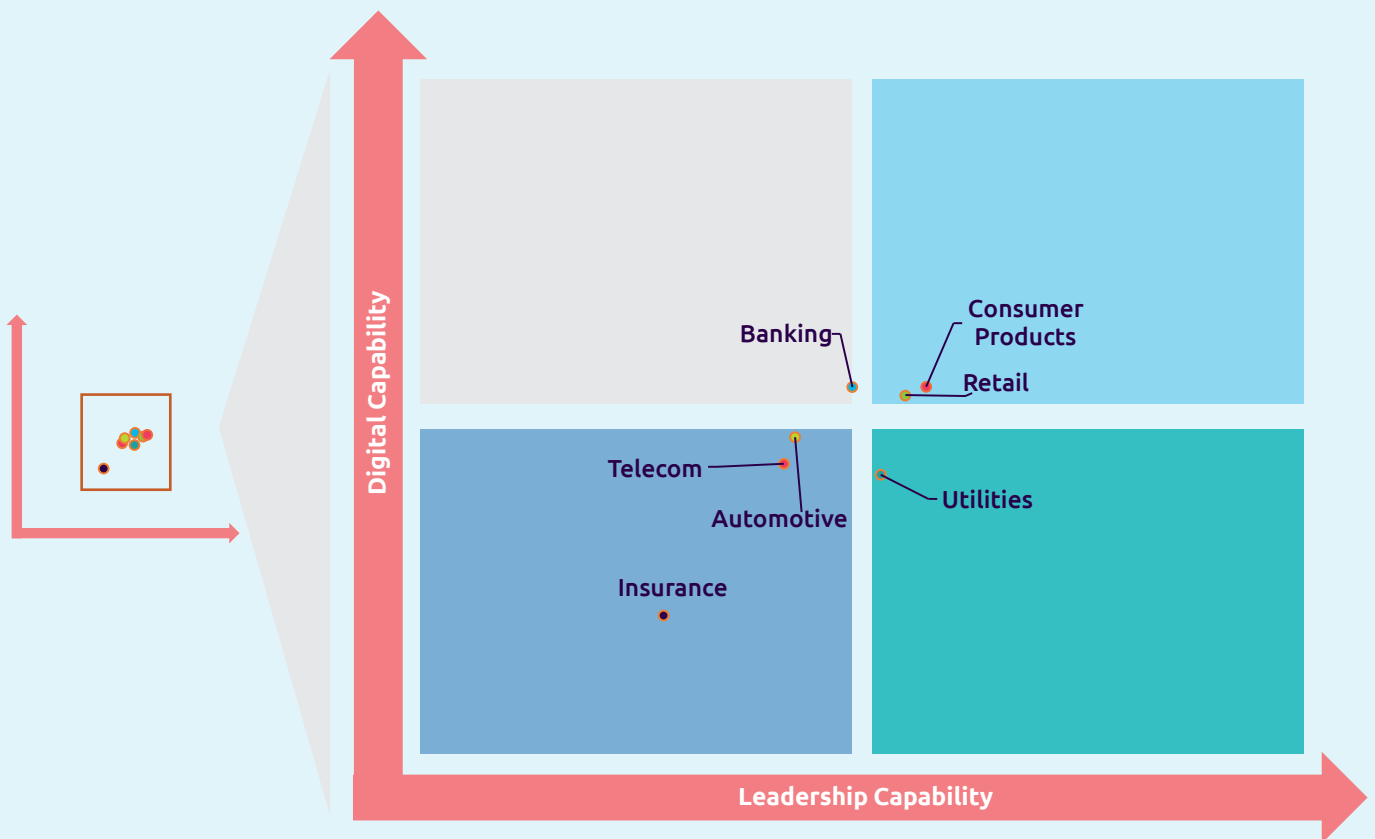 Digital Capability
Banking
Consumer
Products
Retail
Telecom
Automotive
Utilities
Insurance
Leadership Capability